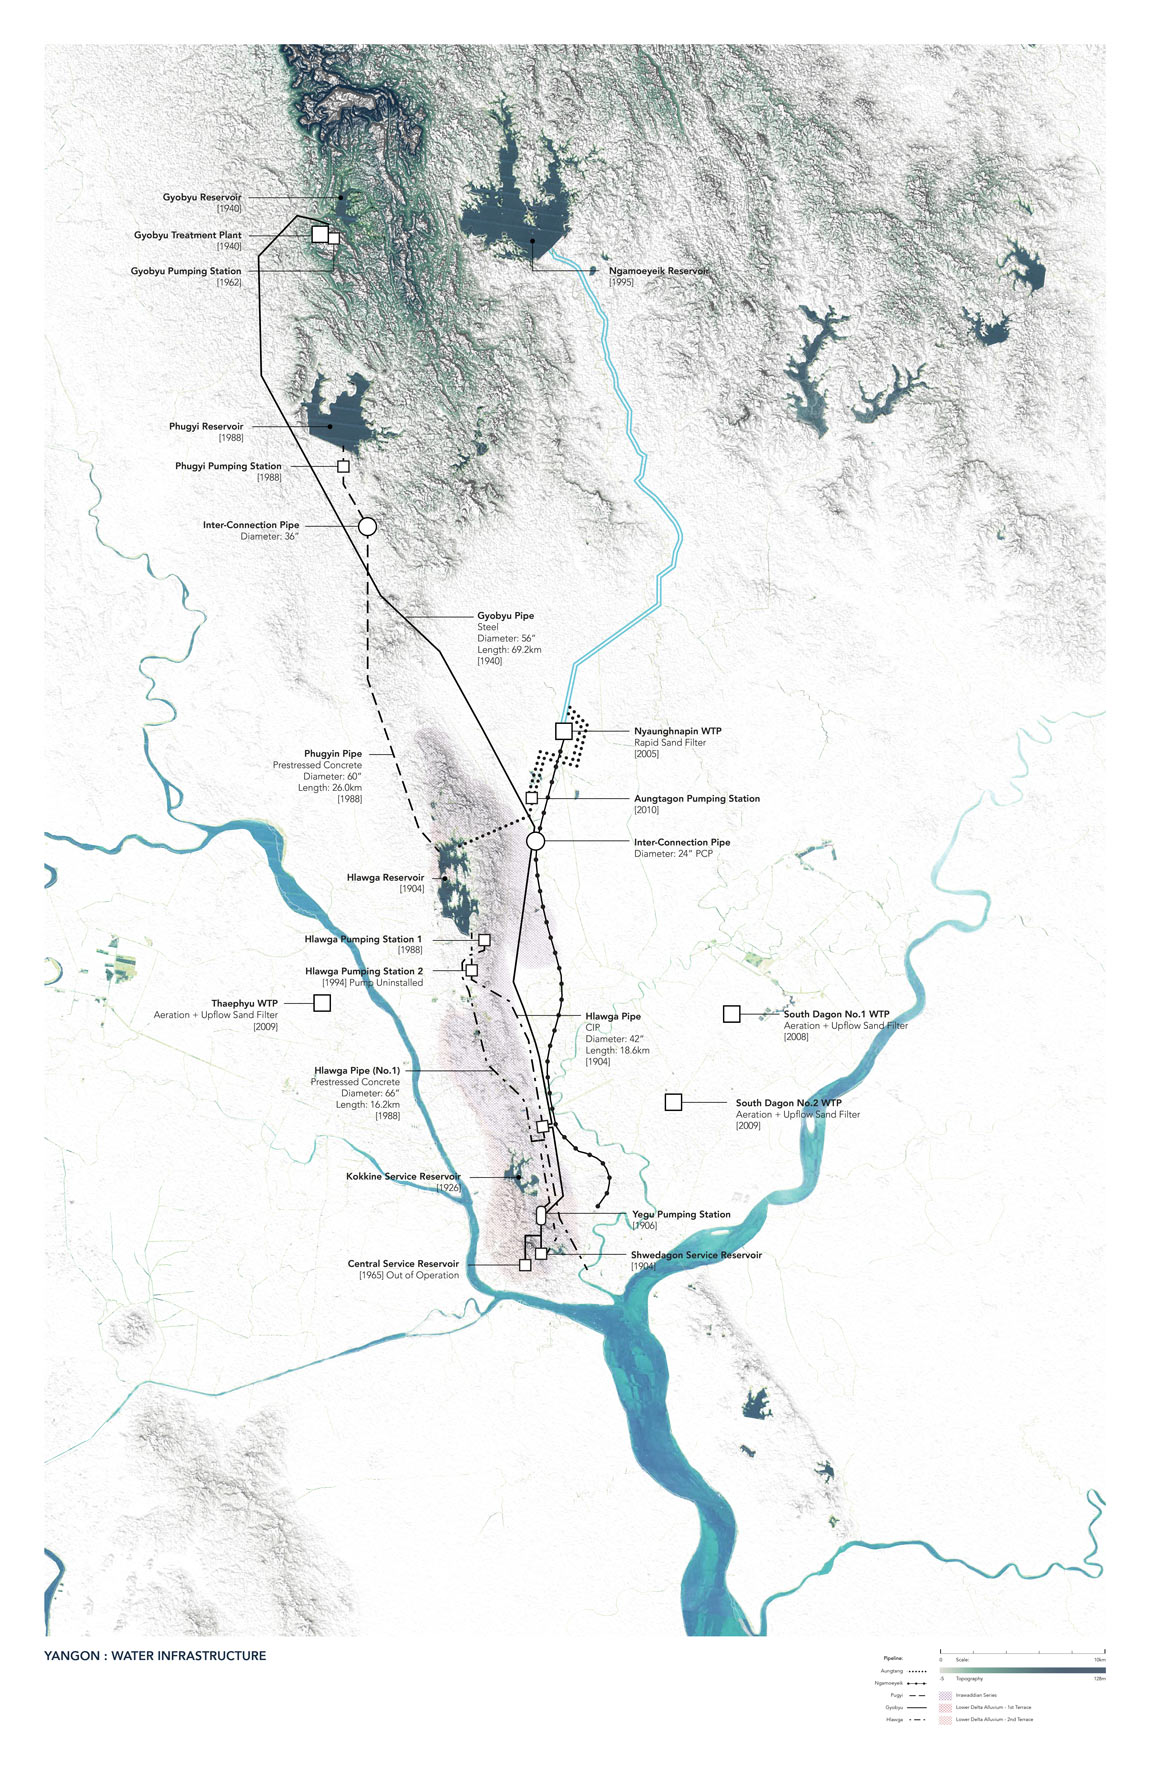 Gyobyu Reservoir
[1940]
Gyobyu Treatment Plant
[1940]
Gyobyu Pumping Station
[1962]
Ngamoeyeik Reservoir
[1995]
Phugyi Reservoir
[1988]
Phugyi Pumping Station
[1988]
Inter-Connection Pipe
Diameter: 36"
Gyobyu Pipe
Steel
Diameter: 56"
Length: 69.2km
[1940]
Nyaunghnapin WTP
Rapid Sand Filter
[2005]
Phugyin Pipe
Prestressed Concrete
Diameter: 60"
Length: 26.0km
[1988]
Aungtagon Pumping Station
[2010]
Inter-Connection Pipe
Diameter: 24" PCP
Hlawga Reservoir
[1904]
Hlawga Pumping Station 1
[1988]
Hlawga Pumping Station 2
[1994] Pump Uninstalled
Thaephyu WTP
Aeration + Upflow Sand Filter
[2009]
Hlawga Pipe
CIP
Diameter: 42"
Length: 18.6km
[1904]
South Dagon No.1 WTP
Aeration + Upflow Sand Filter
[2008]
Hlawga Pipe (No.1)
Prestressed Concrete
Diameter: 66"
Length: 16.2km
[1988]
South Dagon No.2 WTP
Aeration + Upflow Sand Filter
[2009]
Kokkine Service Reservoir
[1926]
Yegu Pumping Station
[1906]
Shwedagon Service Reservoir
[1904]
Central Service Reservoir
[1965] Out of Operation
YANGON : WATER INFRASTRUCTURE
Pipeline:
Aungtang
Ngamoeyeik
Pugyi
Gyobyu
Hlawga
0 Scale: 10km
-5 Topography 128m
Irrawaddian Series
Lower Delta Alluvium - 1st Terrace
Lower Delta Alluvium - 2nd Terrace